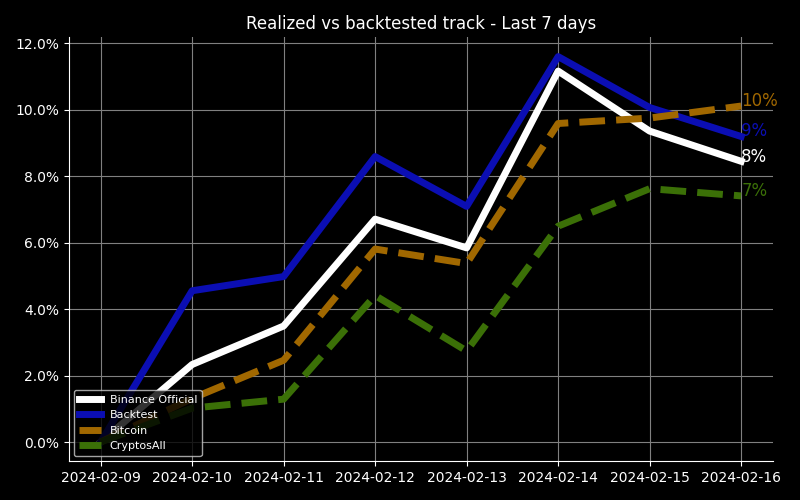 Realized vs backtested track - Last 7 days
12.0%
10.0%
8.0%
6.0%
4.0%
2.0%
0.0%
10%
9%
8%
7%
Binance Official
Backtest
Bitcoin
CryptosAll
2024-02-09 2024-02-10 2024-02-11 2024-02-12 2024-02-13 2024-02-14 2024-02-15 2024-02-16